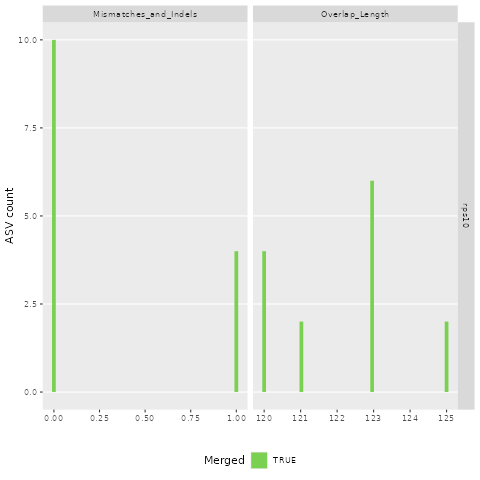 Mismatches_and_Indels
Overlap_Length
ASV count
10.0
7.5
5.0
2.5
0.0
rps10
0.00 0.25 0.50 0.75 1.00
120 121 122 123 124 125
Merged TRUE